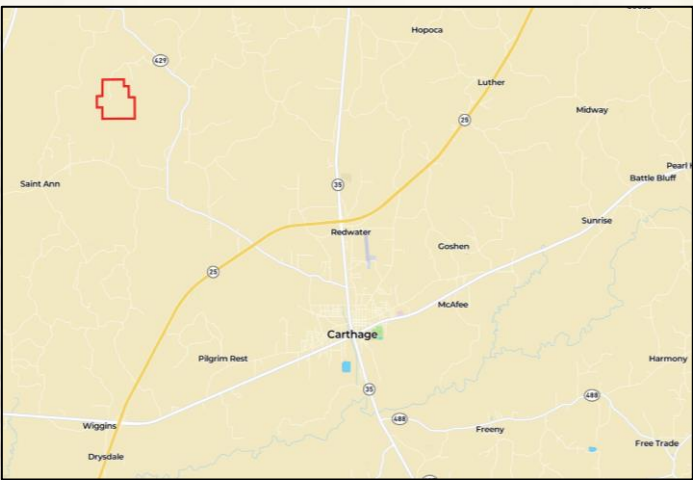 Hopoca
429
Luther
25
Midway
Pearl
Battle Bluff
Saint Ann
35
Sunrise
Redwater
Goshen
25
McAfee
Carthage
Pilgrim Rest
Harmony
35
488
488
Wiggins
Freeny
Free Trade
Drysdale